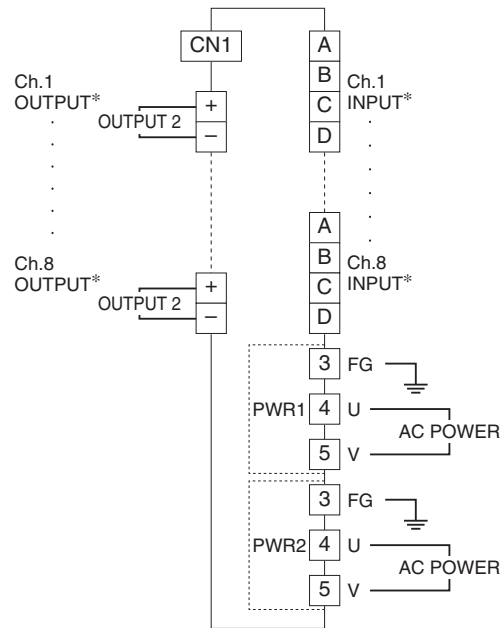 CN1
A
B
C
D
Ch.1
OUTPUT*
OUTPUT 2
+
–
Ch.1
INPUT*
A
B
C
D
Ch.8
OUTPUT*
OUTPUT 2
+
–
Ch.8
INPUT*
PWR1
3 FG
4 U
5 V
AC POWER
PWR2
3 FG
4 U
5 V
AC POWER